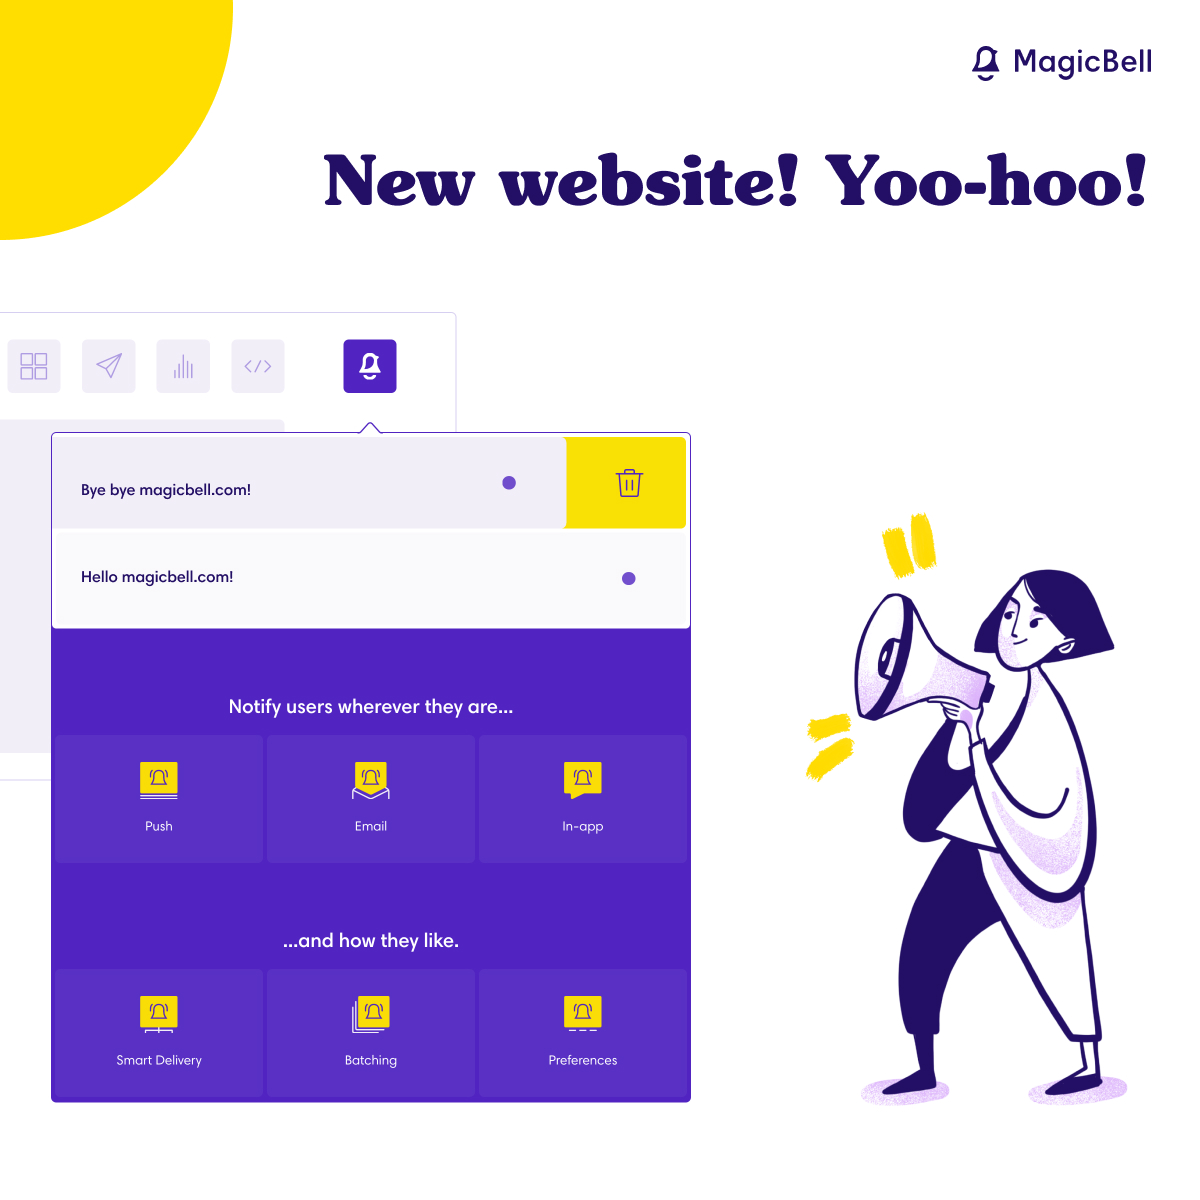 MagicBell
New website! Yoo-hoo!
Bye bye magicbell.com!
Hello magicbell.com!
Notify users wherever they are...
Push
Email
In-app
...and how they like.
Smart Delivery
Batching
Preferences